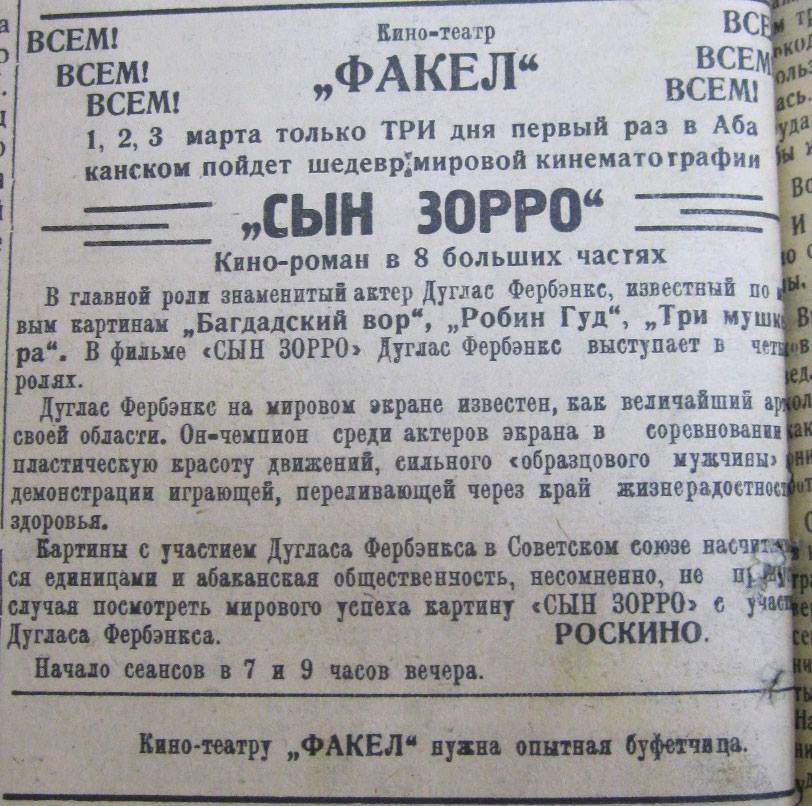 ВСЕМ!
ВСЕМ!
ВСЕМ!
Кино-театр
„ФАКЕЛ“
ВСЕ
ВСЕМ
ВСЕМ!
1, 2, 3 марта только ТРИ дня первый раз в Аба
канском пойдет шедевр мировой кинематографии
„СЫН ЗОРРО“
Кино-роман в 8 больших частях
В главной роли знаменитый актер Дуглас Фербэнкс, известный по
вым картинам „Багдадский вор“, „Робин Гуд“, „Три мушк
ра“. В фильме «СЫН ЗОРРО» Дуглас Фербэнкс выступает в чет
ролях.
Дуглас Фербэнкс на мировом экране известен, как величайший ар
своей области. Он-чемпион среди актеров экрана в соревновании
пластическую красоту движений, сильного «образцового мужчины»
демонстрации играющей, переливающей через край жизнерадостност
здоровья.
Картины с участием Дугласа Фербэнкса в Советском союзе насчит
ся единицами и абаканская общественность, несомненно, не
случая посмотреть мирового успеха картину «СЫН ЗОРРО» с участ
Дугласа Фербэнкса. РОСКИНО.
Начало сеансов в 7 и 9 часов вечера.
Кино-театру „ФАКЕЛ“ нужна опытная буфетчица.